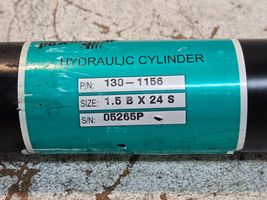 HYDRAULIC CYLINDER
P/N: 130-1156
SIZE: 1.5 B X 24 S
S/N: 05265P